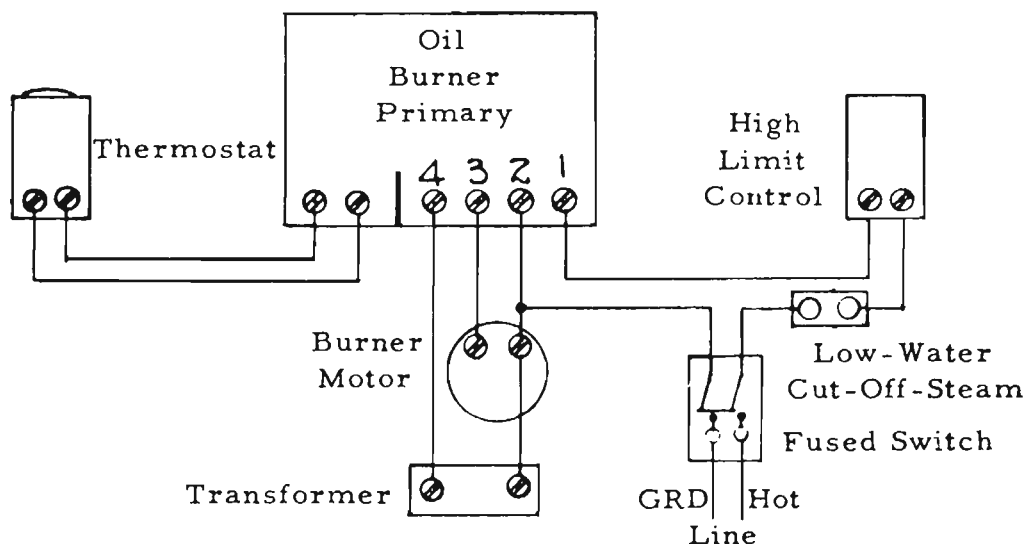 Oil
Burner
Primary
Thermostat
4 3 2 1
High
Limit
Control
Burner
Motor
Low-Water
Cut-Off-Steam
Fused Switch
Transformer
GRD Hot
Line